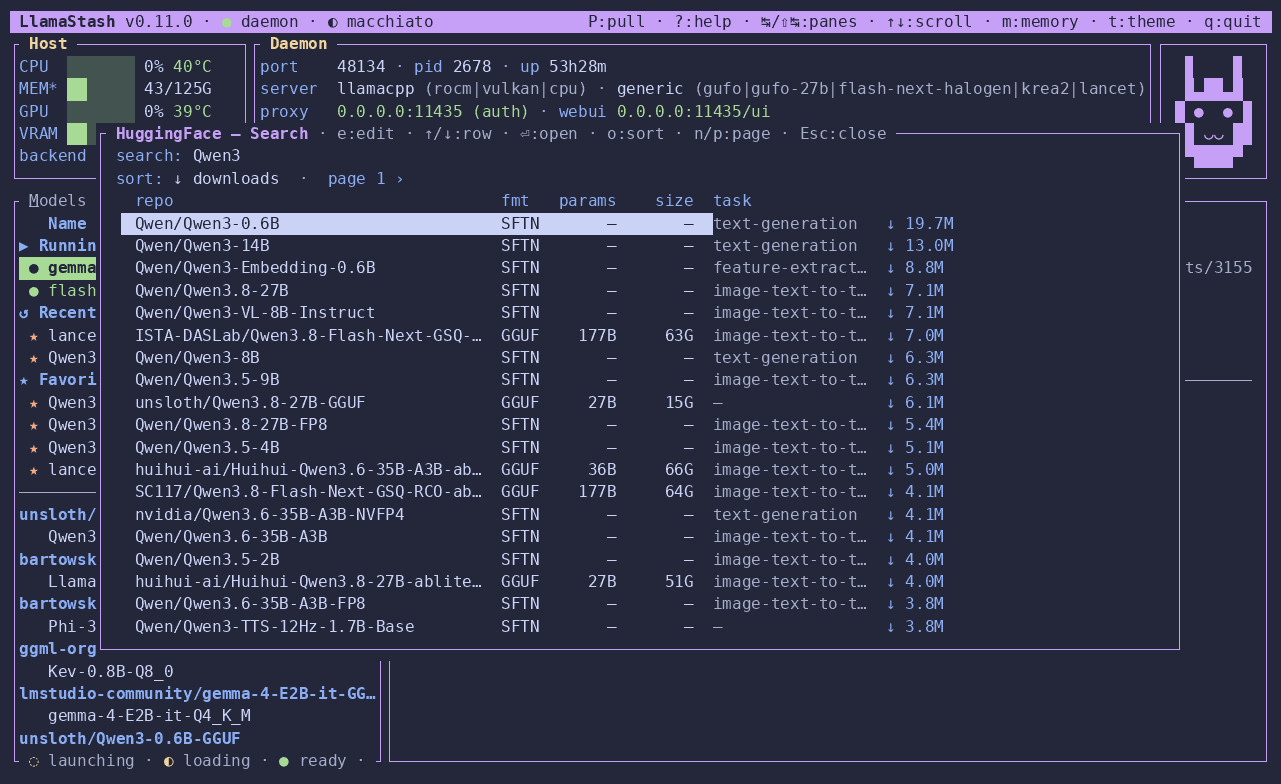 LlamaStash v0.11.0 · ● daemon · ◐ macchiato P:pull · ?:help · ↹/⇧↹:panes · ↑↓:scroll · m:memory · t:theme · q:quit
Host
CPU 0% 40°C
MEM* 43/125G
GPU 0% 39°C
VRAM
backend
Daemon
port 48134 · pid 2678 · up 53h28m
server llamacpp (rocm|vulkan|cpu) · generic (gufo|gufo-27b|flash-next-halogen|krea2|lancet)
proxy 0.0.0.0:11435 (auth) · webui 0.0.0.0:11435/ui
HuggingFace — Search · e:edit · ↑/↓:row · ⏎:open · o:sort · n/p:page · Esc:close
search: Qwen3
sort: ↓ downloads · page 1 ›
repo fmt params size task
Qwen/Qwen3-0.6B SFTN — — text-generation ↓ 19.7M
Qwen/Qwen3-14B SFTN — — text-generation ↓ 13.0M
Qwen/Qwen3-Embedding-0.6B SFTN — — feature-extract… ↓ 8.8M
Qwen/Qwen3.8-27B SFTN — — image-text-to-t… ↓ 7.1M
Qwen/Qwen3-VL-8B-Instruct SFTN — — image-text-to-t… ↓ 7.1M
ISTA-DASLab/Qwen3.8-Flash-Next-GSQ-… GGUF 177B 63G image-text-to-t… ↓ 7.0M
Qwen/Qwen3-8B SFTN — — text-generation ↓ 6.3M
Qwen/Qwen3.5-9B SFTN — — image-text-to-t… ↓ 6.3M
unsloth/Qwen3.8-27B-GGUF GGUF 27B 15G — ↓ 6.1M
Qwen/Qwen3.8-27B-FP8 SFTN — — image-text-to-t… ↓ 5.4M
Qwen/Qwen3.5-4B SFTN — — image-text-to-t… ↓ 5.1M
huihui-ai/Huihui-Qwen3.6-35B-A3B-ab… GGUF 36B 66G image-text-to-t… ↓ 5.0M
SC117/Qwen3.8-Flash-Next-GSQ-RCO-ab… GGUF 177B 64G image-text-to-t… ↓ 4.1M
nvidia/Qwen3.6-35B-A3B-NVFP4 SFTN — — text-generation ↓ 4.1M
Qwen/Qwen3.6-35B-A3B SFTN — — image-text-to-t… ↓ 4.1M
Qwen/Qwen3.5-2B SFTN — — image-text-to-t… ↓ 4.0M
huihui-ai/Huihui-Qwen3.8-27B-ablite… GGUF 27B 51G image-text-to-t… ↓ 4.0M
Qwen/Qwen3.6-35B-A3B-FP8 SFTN — — image-text-to-t… ↓ 3.8M
Qwen/Qwen3-TTS-12Hz-1.7B-Base SFTN — — — ↓ 3.8M
Models
Name
▶ Runnin
● gemma
● flash
↺ Recent
★ lance
★ Qwen3
★ Favori
★ Qwen3
★ Qwen3
★ Qwen3
★ lance
unsloth/
Qwen3
bartowsk
Llama
bartowsk
Phi-3
ggml-org
Kev-0.8B-Q8_0
lmstudio-community/gemma-4-E2B-it-GG…
gemma-4-E2B-it-Q4_K_M
unsloth/Qwen3-0.6B-GGUF
◌ launching · ◐ loading · ● ready ·
ts/3155